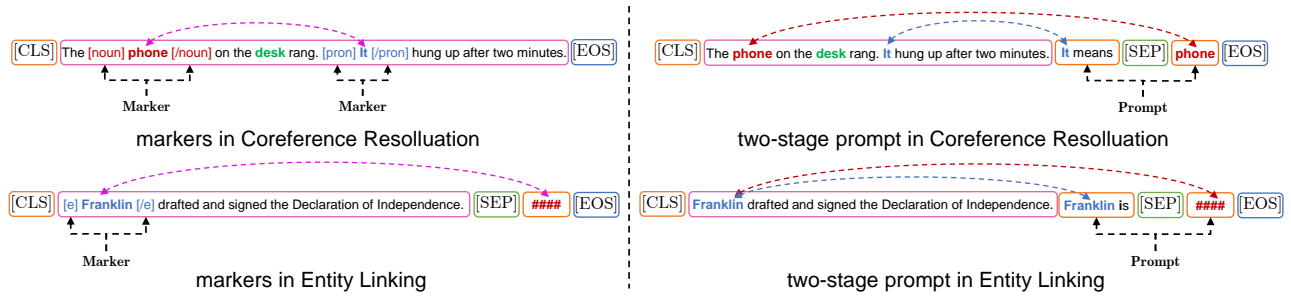 [CLS] The [noun] phone [/noun] on the desk rang. [pron] It [/pron] hung up after two minutes. [EOS]
Marker Marker
markers in Coreference Resolluation
[CLS] [e] Franklin [/e] drafted and signed the Declaration of Independence. [SEP] #### [EOS]
Marker
markers in Entity Linking
[CLS] The phone on the desk rang. It hung up after two minutes. It means [SEP] phone [EOS]
Prompt
two-stage prompt in Coreference Resolluation
[CLS] Franklin drafted and signed the Declaration of Independence. Franklin is [SEP] #### [EOS]
Prompt
two-stage prompt in Entity Linking